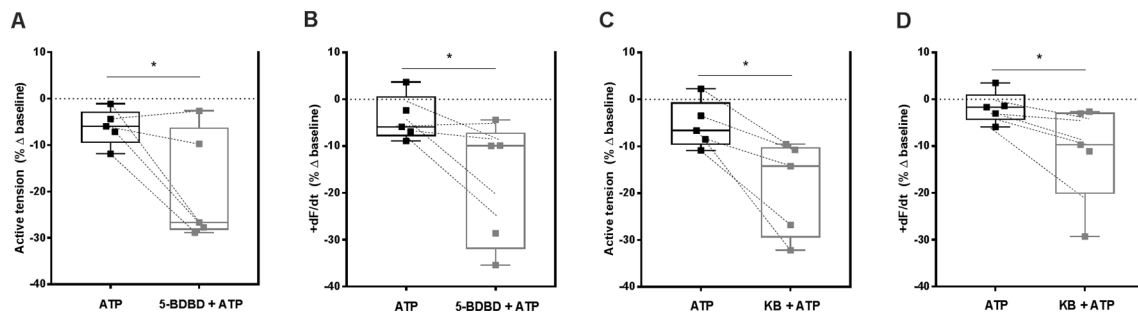 A
Active tension (% Δ baseline)
*
10
0
-10
-20
-30
-40
ATP
5-BDBD + ATP
B
+dF/dt (% Δ baseline)
*
10
0
-10
-20
-30
-40
ATP
5-BDBD + ATP
C
Active tension (% Δ baseline)
*
10
0
-10
-20
-30
-40
ATP
KB + ATP
D
+dF/dt (% Δ baseline)
*
10
0
-10
-20
-30
-40
ATP
KB + ATP